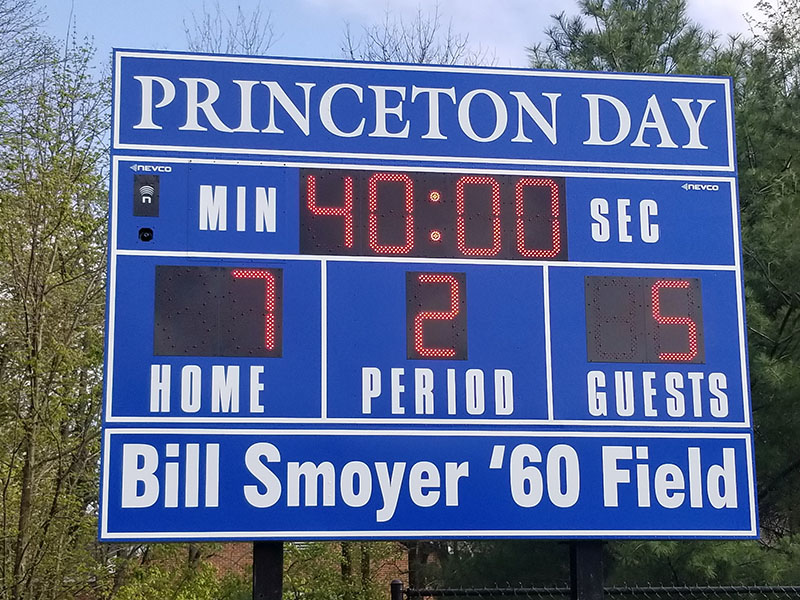 PRINCETON DAY
NEVCO NEVCO
MIN 40:00 SEC
7 2 5
HOME PERIOD GUESTS
Bill Smoyer '60 Field